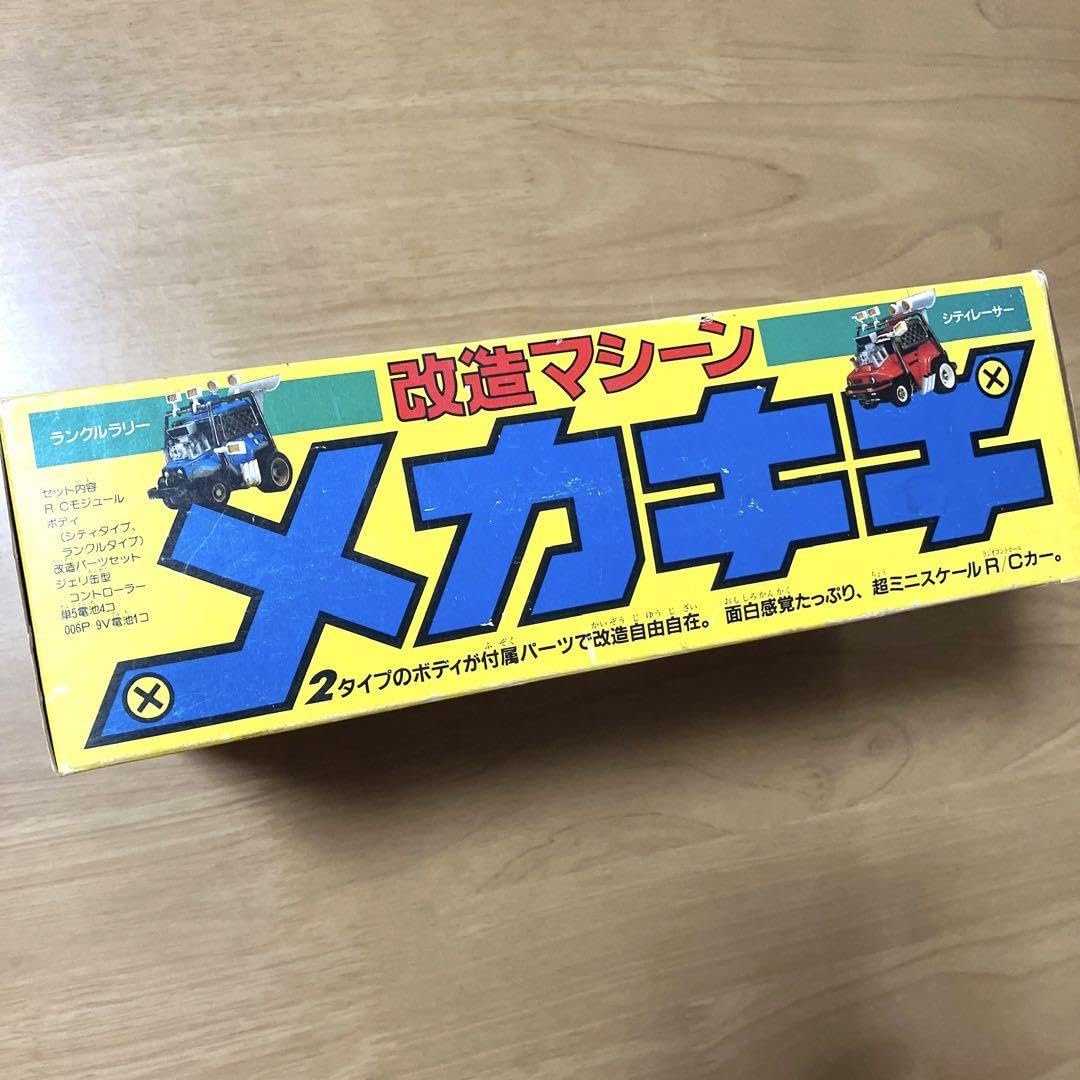 改造マシーン
メカキチ
ランクルラリー
シティレーサー
セット内容
RCモジュール
ボディ
(シティタイプ、
ランクルタイプ)
改造パーツセット
ジェリ缶型
コントローラー
単5電池4コ
006P 9V電池1コ
2タイプのボディが付属パーツで改造自由自在。面白感覚たっぷり、超ミニスケールR/Cカー。